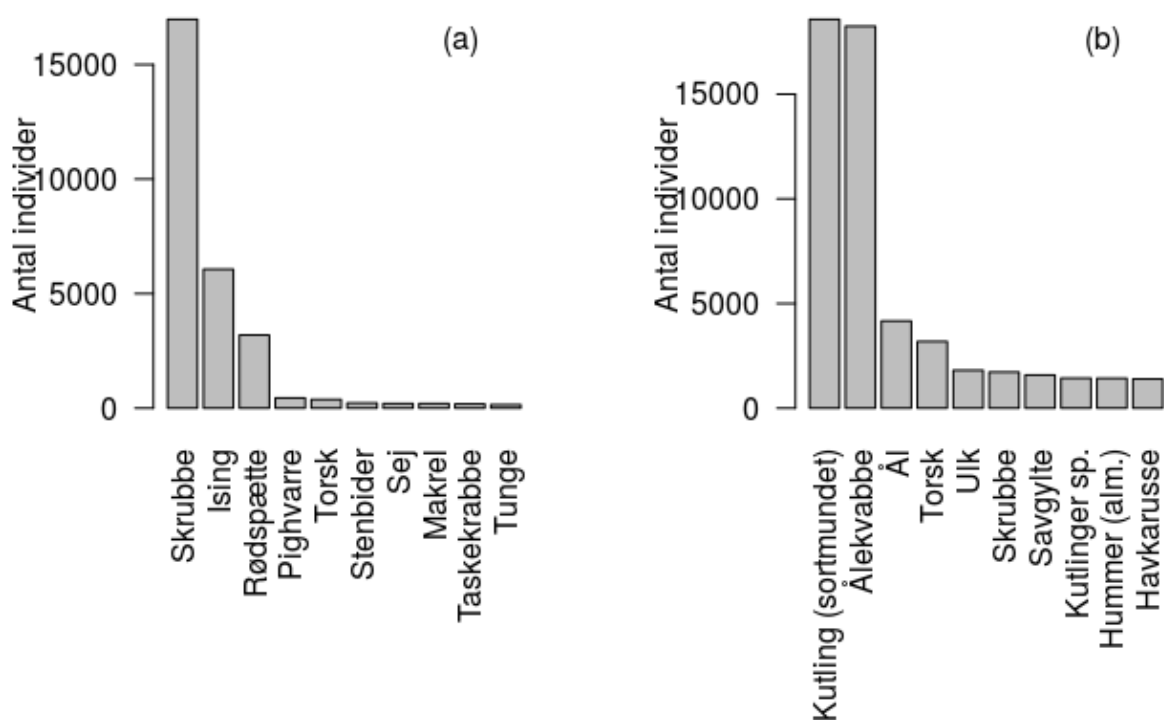 (a)
Antal individer
15000
10000
5000
0
Skrubbe
Ising
Rødspætte
Pighvarre
Torsk
Stenbider
Sej
Makrel
Taskekrabbe
Tunge
(b)
Antal individer
15000
10000
5000
0
Kutling (sortmundet)
Ålekvabbe
Ål
Torsk
Ulk
Skrubbe
Savgylte
Kutlinger sp.
Hummer (alm.)
Havkarusse